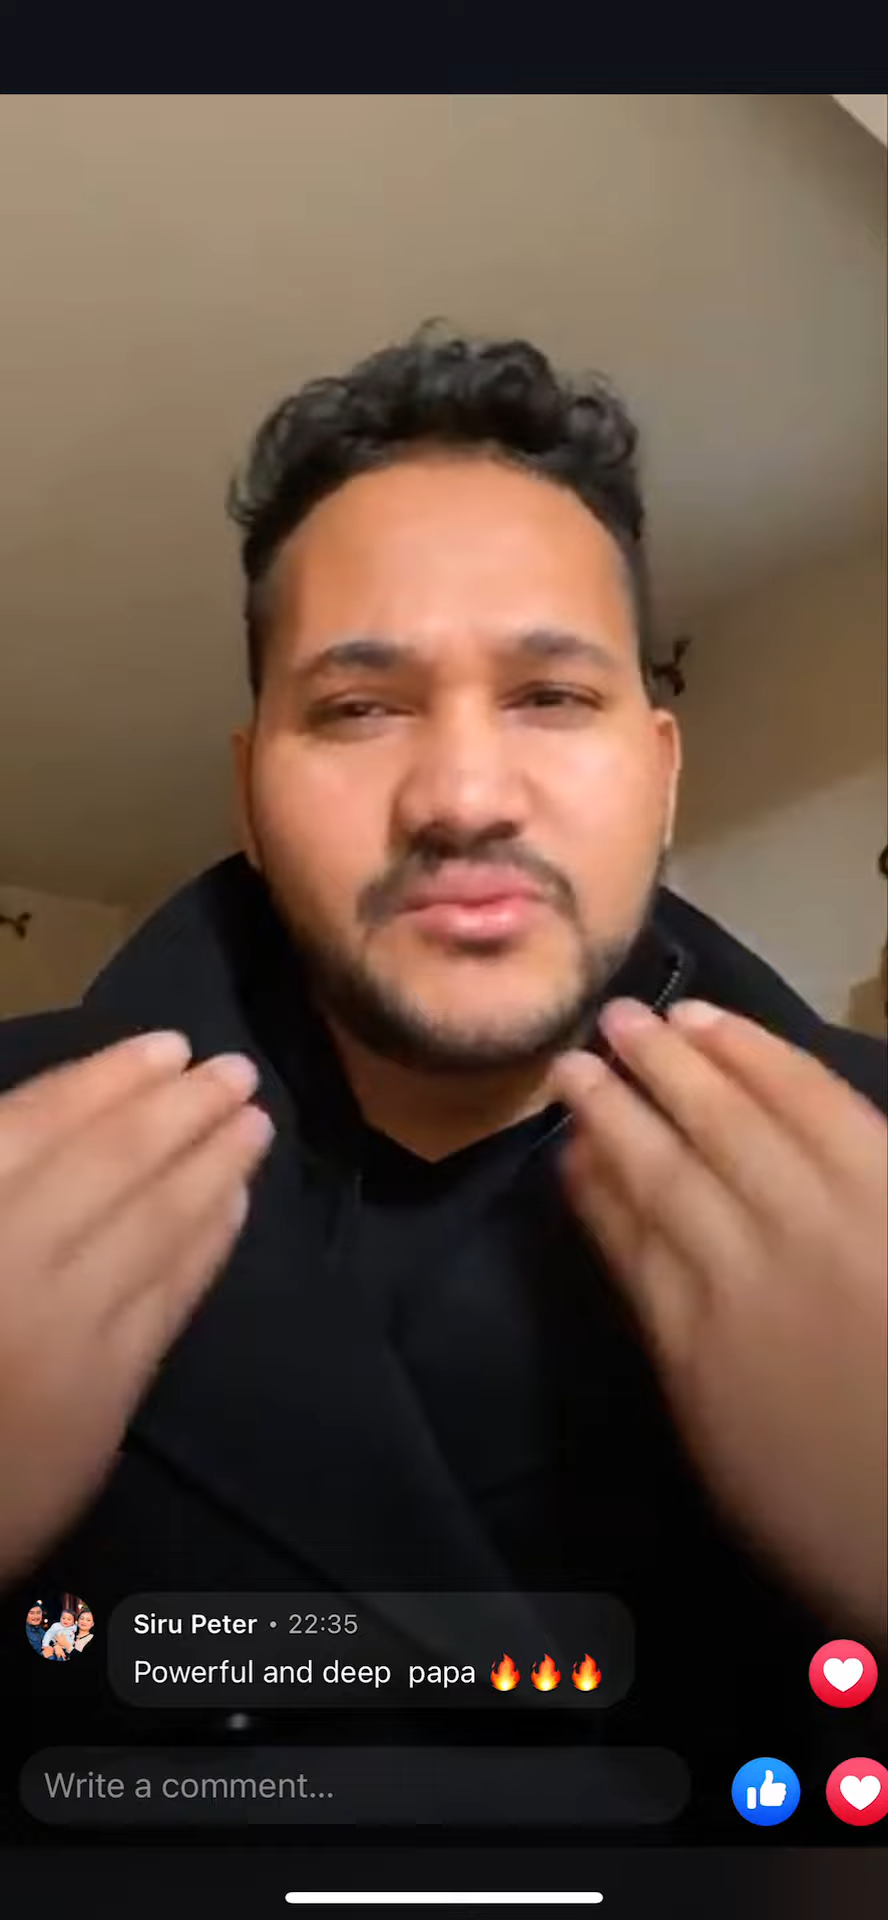 Siru Peter • 22:35
Powerful and deep  papa 🔥🔥🔥
Write a comment...